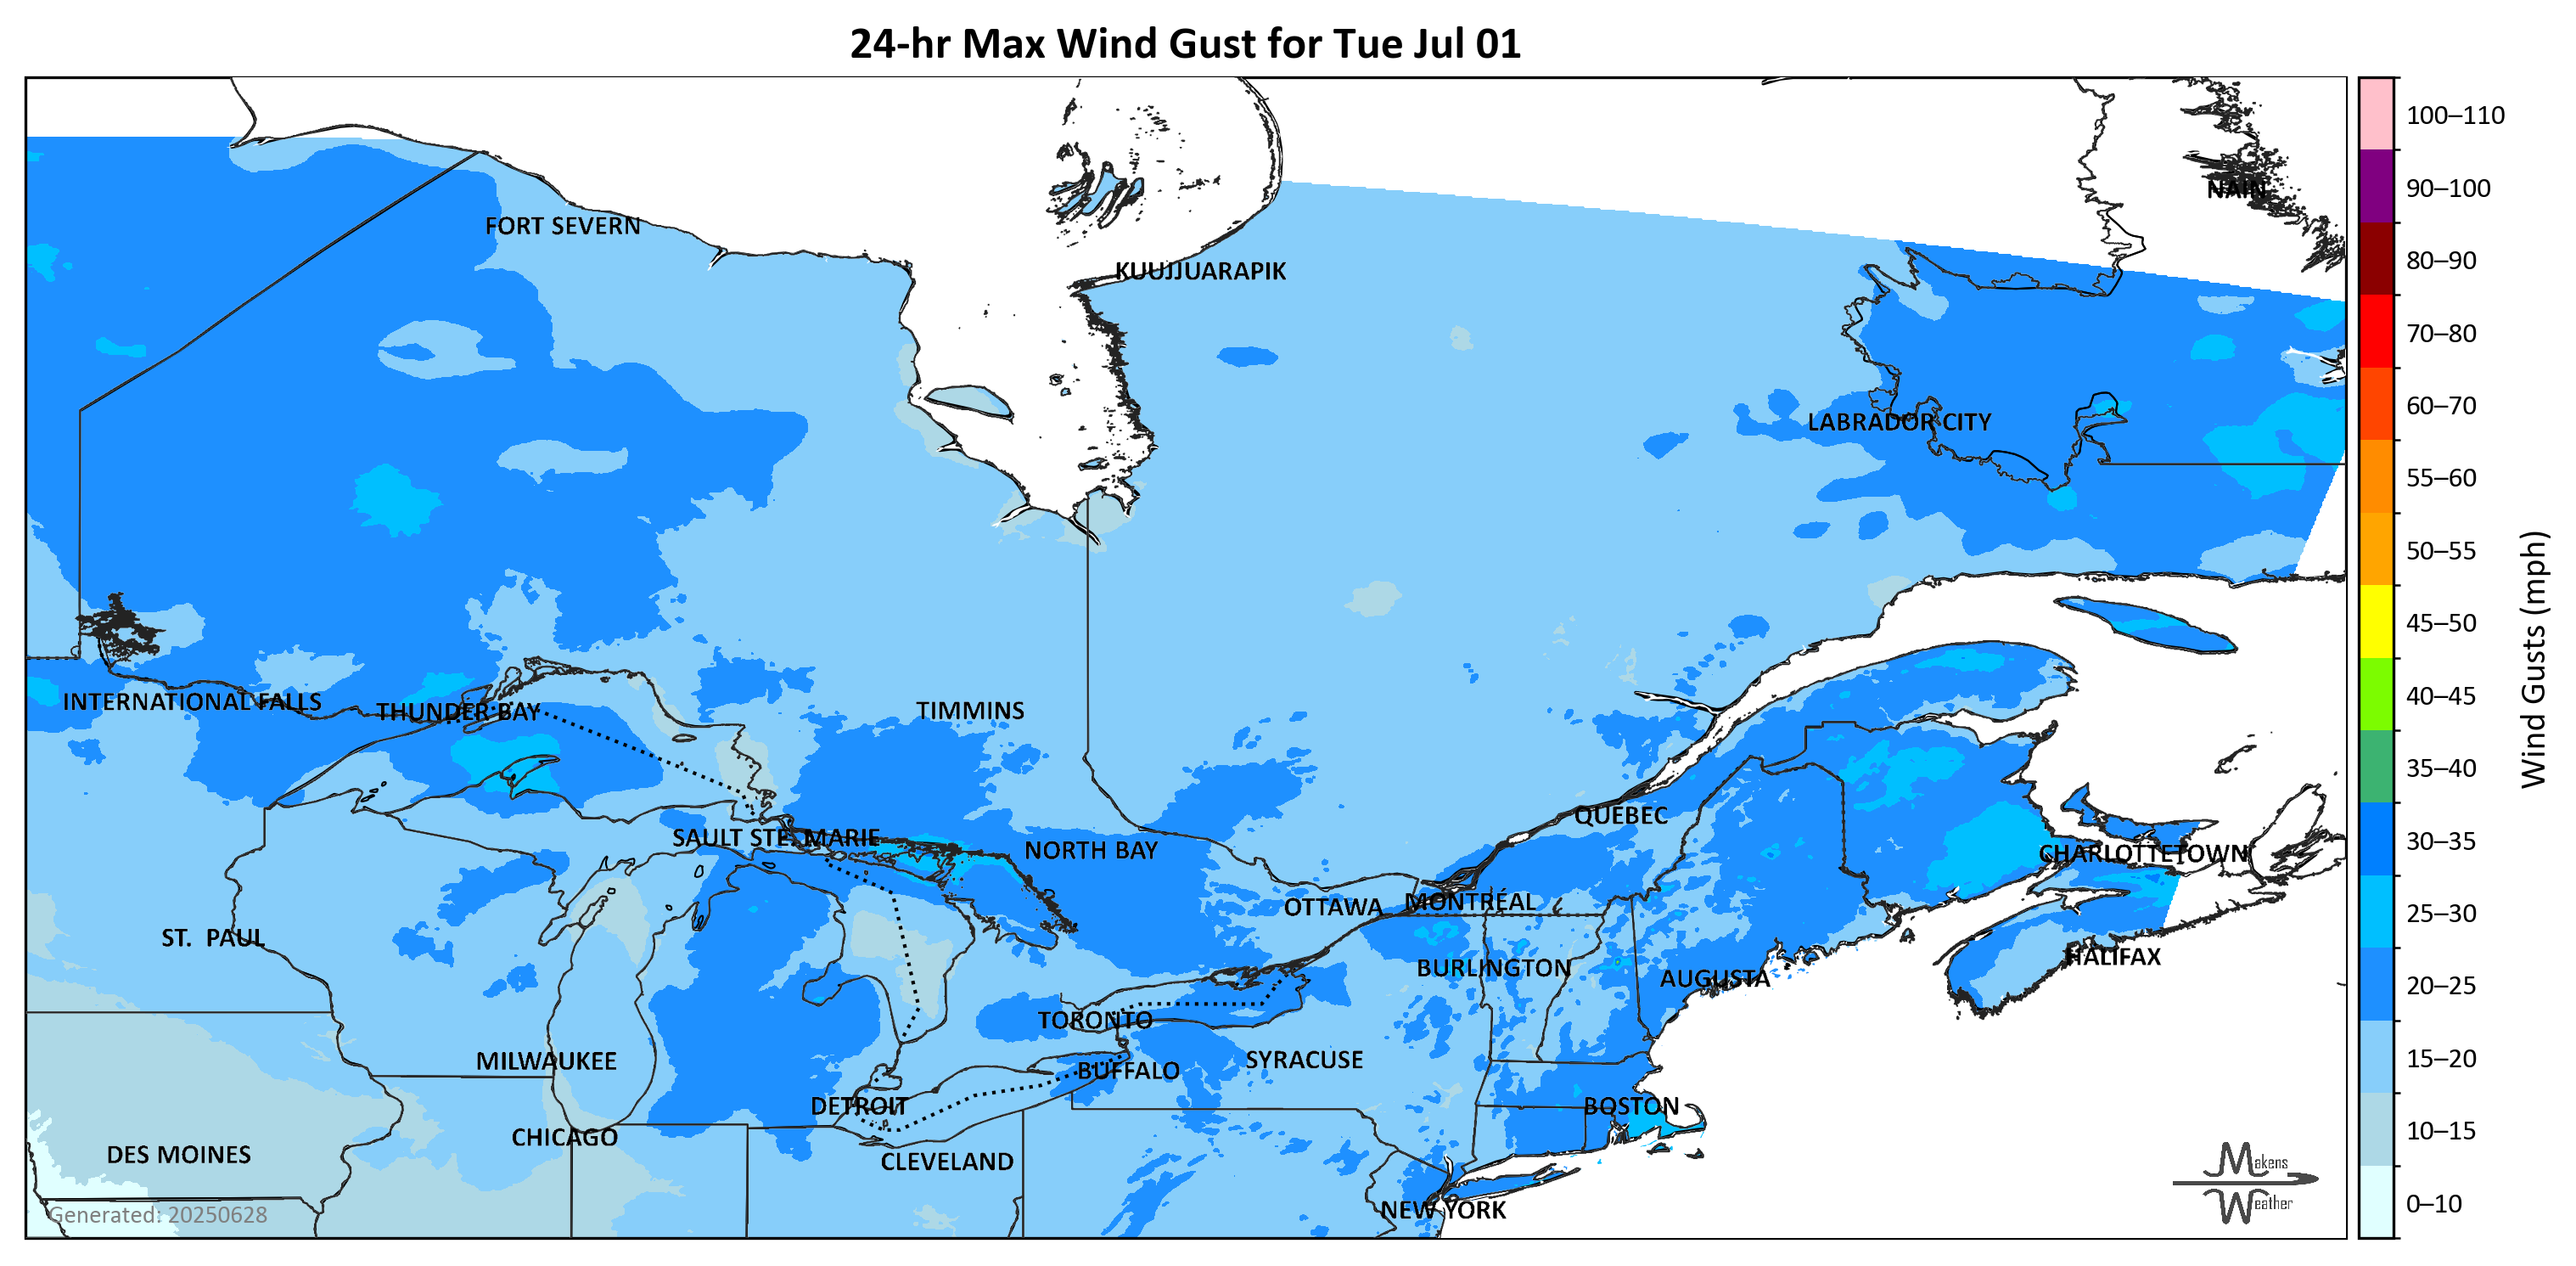 24-hr Max Wind Gust for Tue Jul 01
100–110
90–100
80–90
70–80
60–70
55–60
50–55
45–50
40–45
35–40
30–35
25–30
20–25
15–20
10–15
0–10
Wind Gusts (mph)
NAIN
FORT SEVERN
KUUJJUARAPIK
LABRADOR CITY
INTERNATIONAL FALLS
THUNDER BAY
TIMMINS
QUEBEC
SAULT STE. MARIE
NORTH BAY
CHARLOTTETOWN
OTTAWA
MONTRÉAL
ST. PAUL
HALIFAX
BURLINGTON
AUGUSTA
TORONTO
MILWAUKEE
SYRACUSE
BUFFALO
DETROIT
BOSTON
CHICAGO
DES MOINES
CLEVELAND
NEW YORK
Generated: 20250628
Makens
Weather